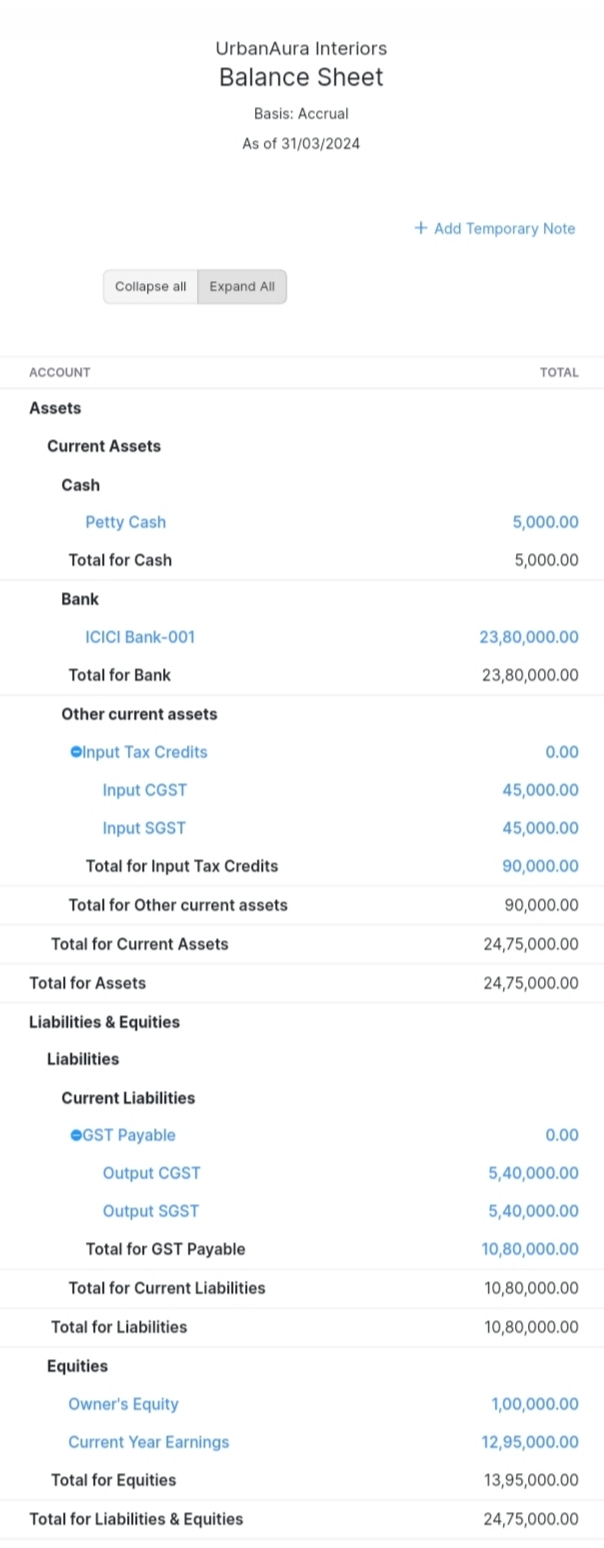 UrbanAura Interiors
Balance Sheet
Basis: Accrual
As of 31/03/2024
+ Add Temporary Note
Collapse all Expand All
ACCOUNT TOTAL
Assets
Current Assets
Cash
Petty Cash 5,000.00
Total for Cash 5,000.00
Bank
ICICI Bank-001 23,80,000.00
Total for Bank 23,80,000.00
Other current assets
Input Tax Credits 0.00
Input CGST 45,000.00
Input SGST 45,000.00
Total for Input Tax Credits 90,000.00
Total for Other current assets 90,000.00
Total for Current Assets 24,75,000.00
Total for Assets 24,75,000.00
Liabilities & Equities
Liabilities
Current Liabilities
GST Payable 0.00
Output CGST 5,40,000.00
Output SGST 5,40,000.00
Total for GST Payable 10,80,000.00
Total for Current Liabilities 10,80,000.00
Total for Liabilities 10,80,000.00
Equities
Owner's Equity 1,00,000.00
Current Year Earnings 12,95,000.00
Total for Equities 13,95,000.00
Total for Liabilities & Equities 24,75,000.00